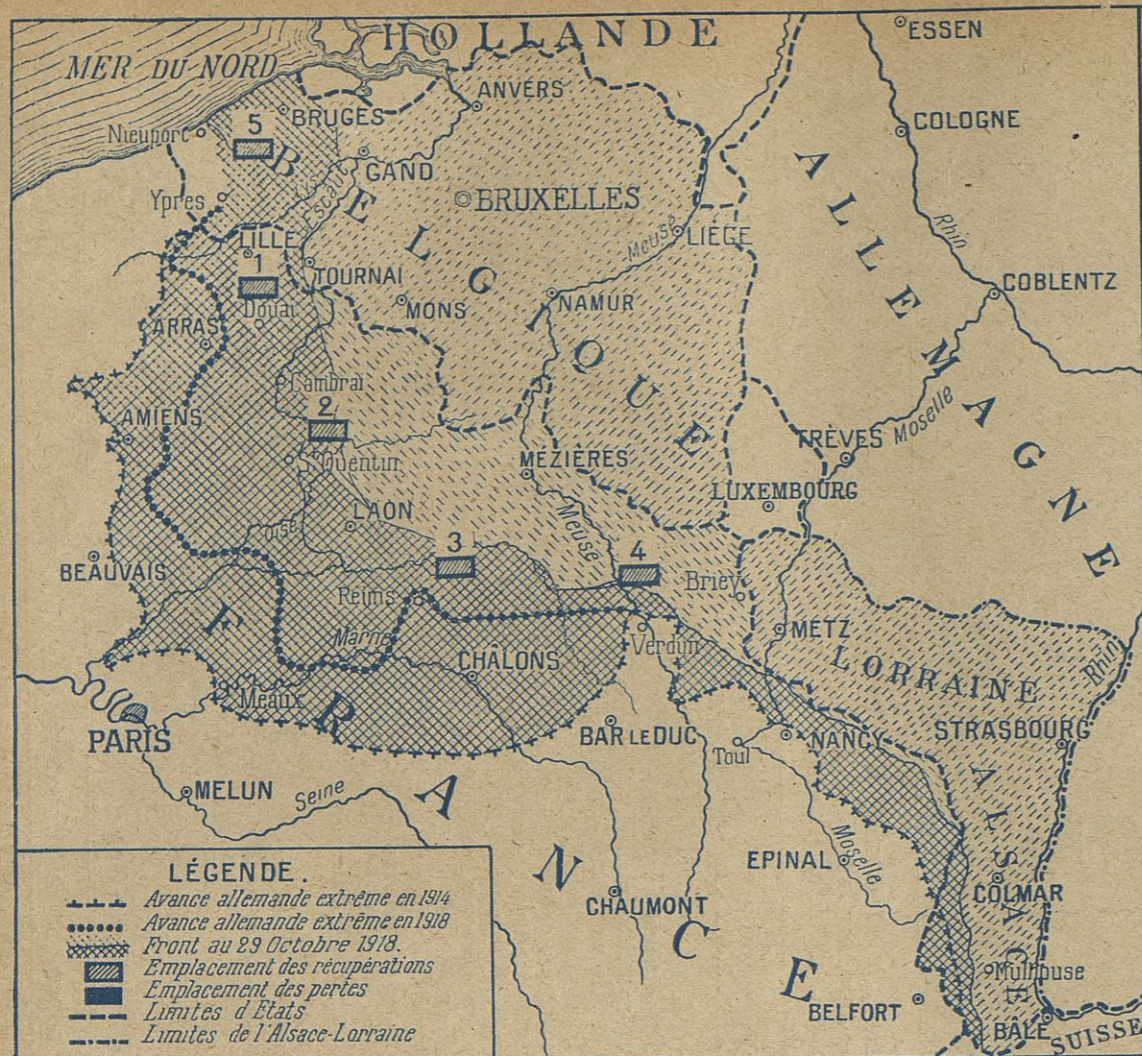 HOLLANDE
ESSEN
MER DU NORD
ANVERS
BRUGES
COLOGNE
Nieuport
5
GAND
BRUXELLES
ALLEMAGNE
Ypres
Lys
Escaut
BELGIQUE
Meuse
LIÉGE
Rhin
LILLE
1
TOURNAI
NAMUR
COBLENTZ
Douai
MONS
ARRAS
Cambrai
2
AMIENS
Moselle
TRÈVES
St Quentin
MÉZIÈRES
LUXEMBOURG
LAON
Oise
Meuse
3
4
BEAUVAIS
Briey
Reims
FRANCE
Marne
Verdun
METZ
LORRAINE
CHÂLONS
Rhin
Meaux
PARIS
BAR LE DUC
NANCY
STRASBOURG
Toul
MELUN
Seine
ALSACE
Moselle
EPINAL
COLMAR
CHAUMONT
Mulhouse
BELFORT
BÂLE
SUISSE
LÉGENDE.
Avance allemande extrême en 1914
Avance allemande extrême en 1918
Front au 29 Octobre 1918.
Emplacement des récupérations
Emplacement des pertes
Limites d'Etats
Limites de l'Alsace-Lorraine